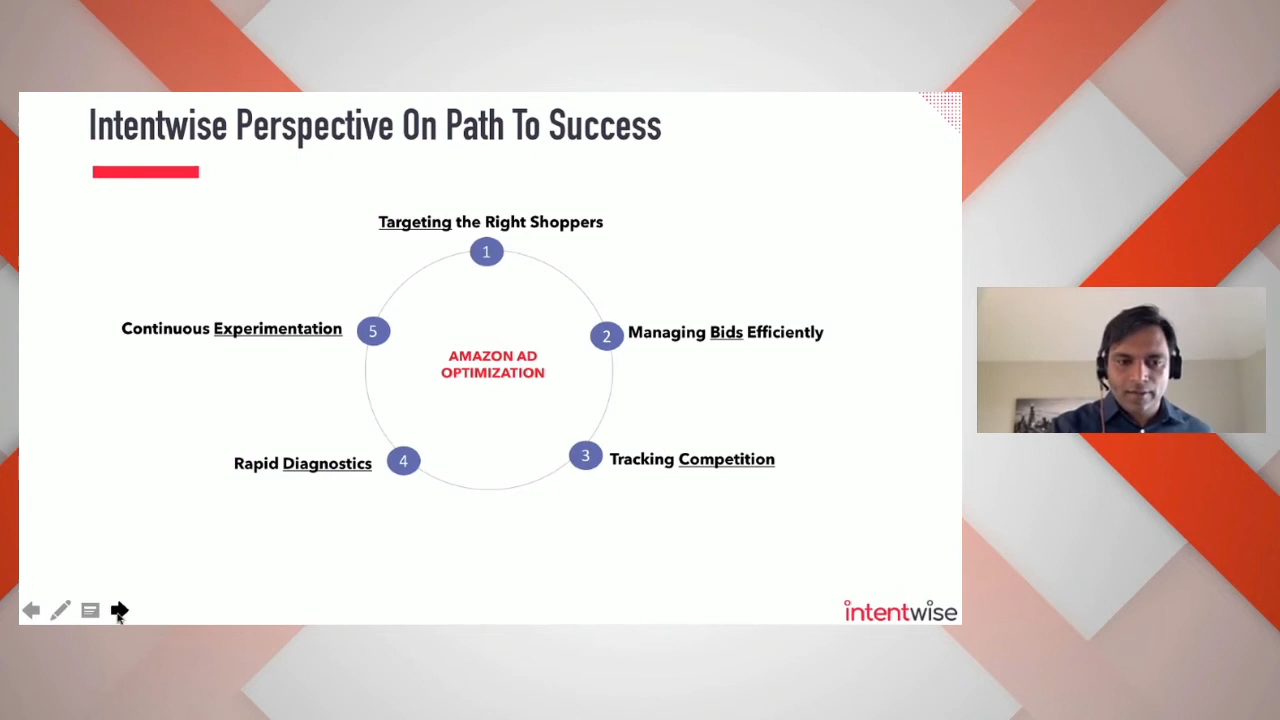 Intentwise Perspective On Path To Success
Targeting the Right Shoppers
1
Continuous Experimentation
5
2
Managing Bids Efficiently
AMAZON AD
OPTIMIZATION
Rapid Diagnostics
4
3
Tracking Competition
intentwise